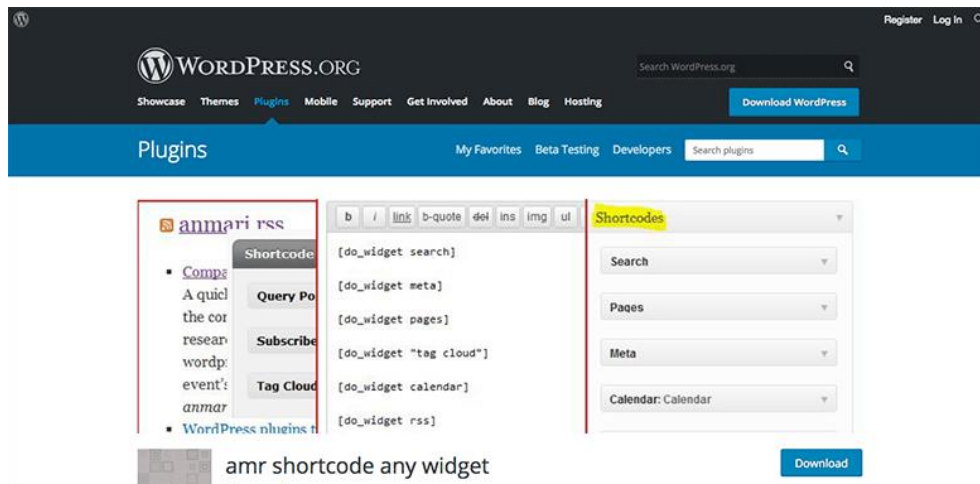 Register Log In
WORDPRESS.ORG
Search WordPress.org
Showcase Themes Plugins Mobile Support Get Involved About Blog Hosting
Download WordPress
Plugins
My Favorites Beta Testing Developers
Search plugins
anmari rss
Shortcode
A quick
the
Query
Subscribe
event's
Tag Cloud
WordPress plugins
b i link b-quote del ins img ul
[do_widget search]
[do_widget meta]
[do_widget pages]
[do_widget "tag cloud"]
[do_widget calendar]
[do_widget rss]
Shortcodes
Search
Pages
Meta
Calendar: Calendar
amr shortcode any widget
Download